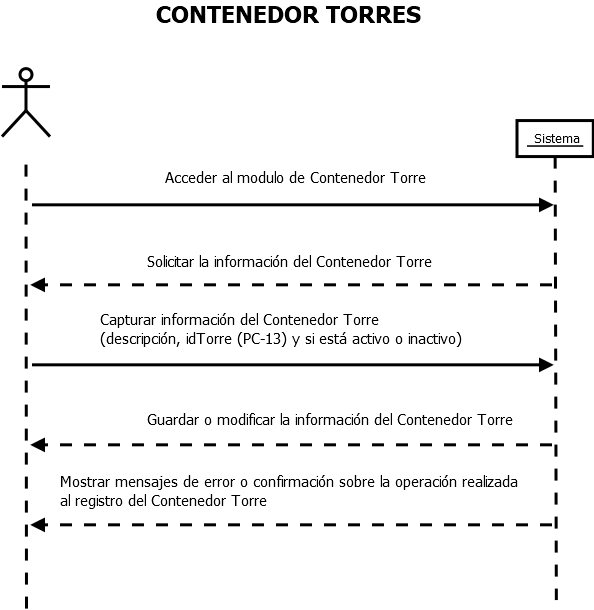 CONTENEDOR TORRES
Sistema
Acceder al modulo de Contenedor Torre
Solicitar la información del Contenedor Torre
Capturar información del Contenedor Torre
(descripción, idTorre (PC-13) y si está activo o inactivo)
Guardar o modificar la información del Contenedor Torre
Mostrar mensajes de error o confirmación sobre la operación realizada
al registro del Contenedor Torre